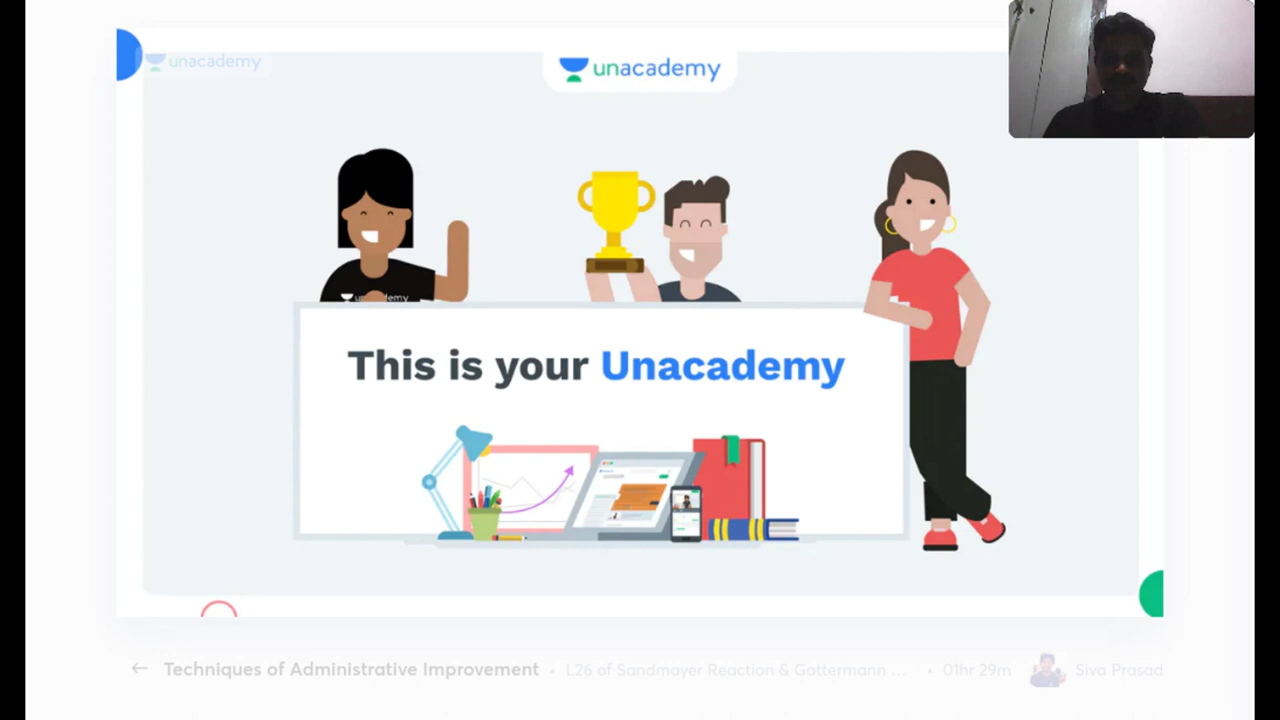 unacademy
unacademy
This is your Unacademy
← Techniques of Administrative Improvement • L26 of Sandmayer Reaction & Gattermann ... • 01hr 29m Siva Prasad